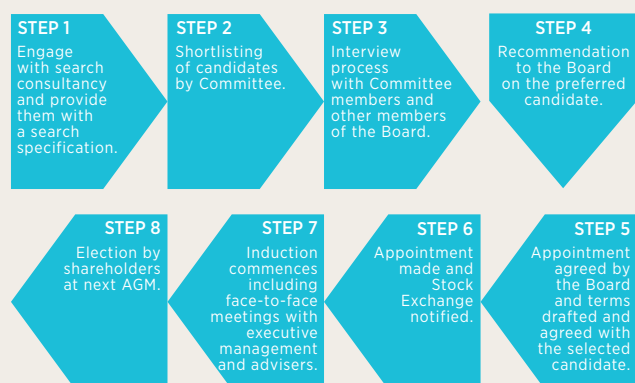 STEP 1
Engage
with search
consultancy
and provide
them with
a search
specification.
STEP 2
Shortlisting
of candidates
by Committee.
STEP 3
Interview
process
with Committee
members and
other members
of the Board.
STEP 4
Recommendation
to the Board
on the preferred
candidate.
STEP 5
Appointment
agreed by
the Board
and terms
drafted and
agreed with
the selected
candidate.
STEP 6
Appointment
made and
Stock
Exchange
notified.
STEP 7
Induction
commences
including
face-to-face
meetings with
executive
management
and advisers.
STEP 8
Election by
shareholders
at next AGM.